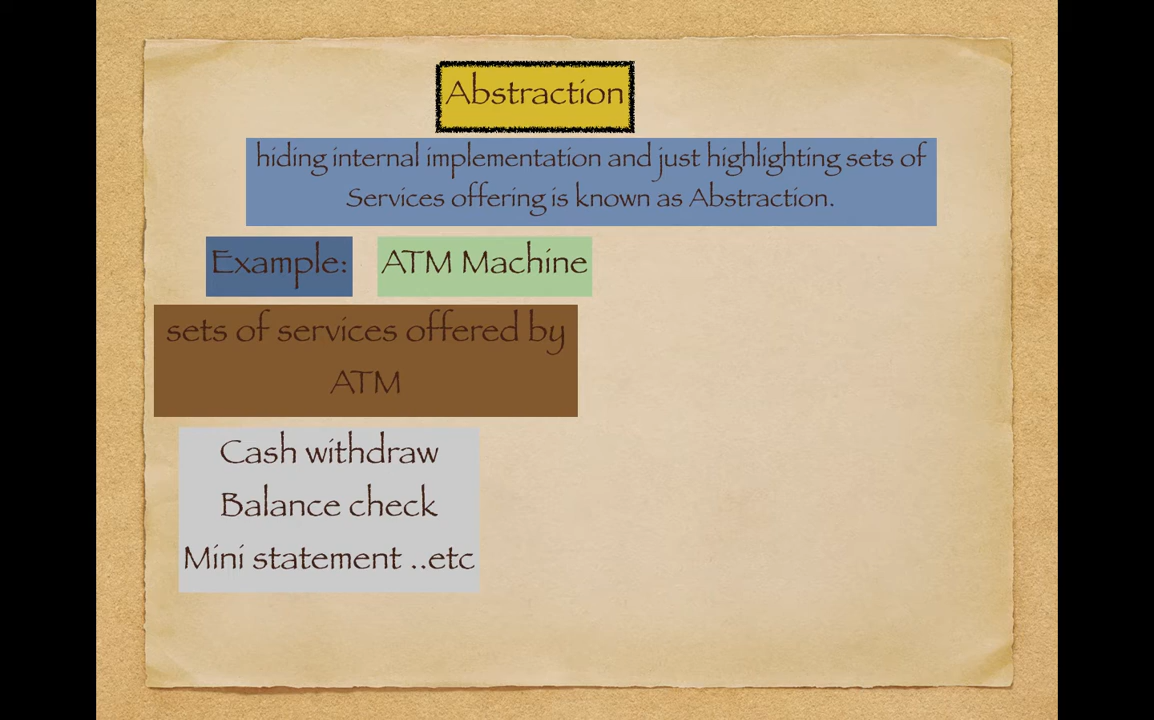 Abstraction
hiding internal implementation and just highlighting sets of
Services offering is known as Abstraction.
Example: ATM Machine
sets of services offered by
ATM
Cash withdraw
Balance check
Mini statement ..etc